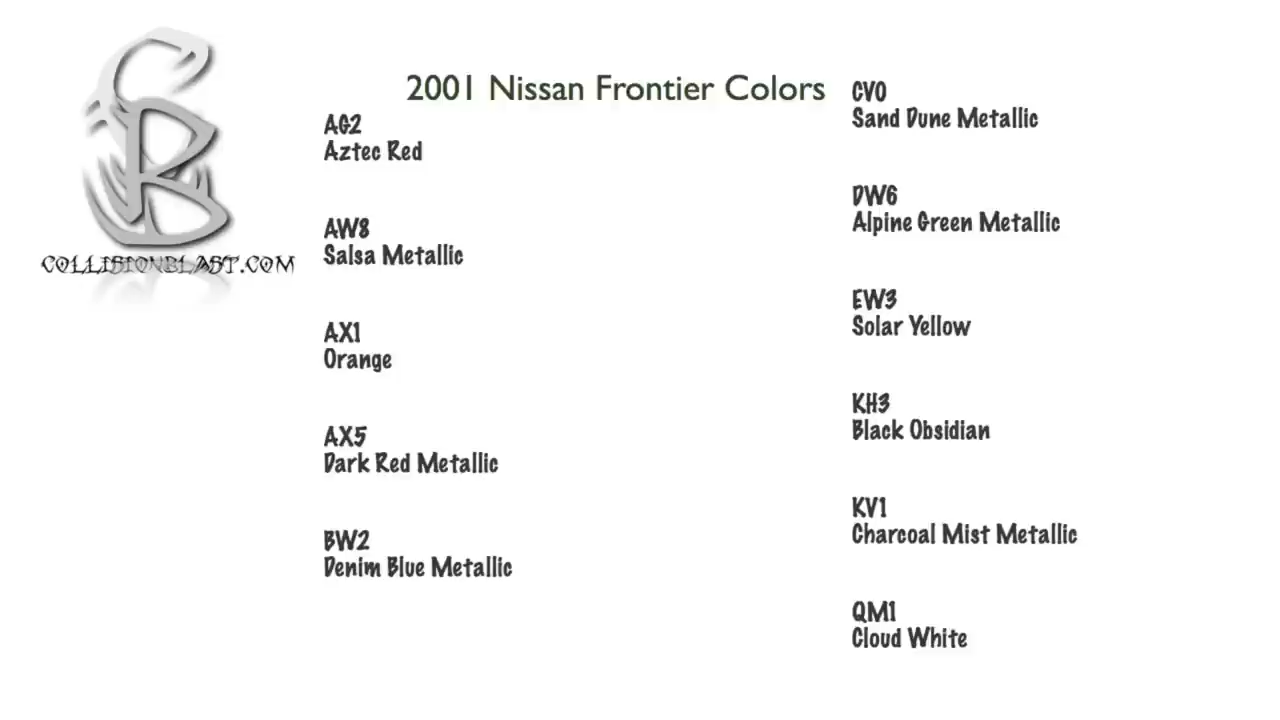 COLLISIONBLAST.COM
2001 Nissan Frontier Colors
AG2
Aztec Red
AW8
Salsa Metallic
AX1
Orange
AX5
Dark Red Metallic
BW2
Denim Blue Metallic
CV0
Sand Dune Metallic
DW6
Alpine Green Metallic
EW3
Solar Yellow
KH3
Black Obsidian
KV1
Charcoal Mist Metallic
QM1
Cloud White